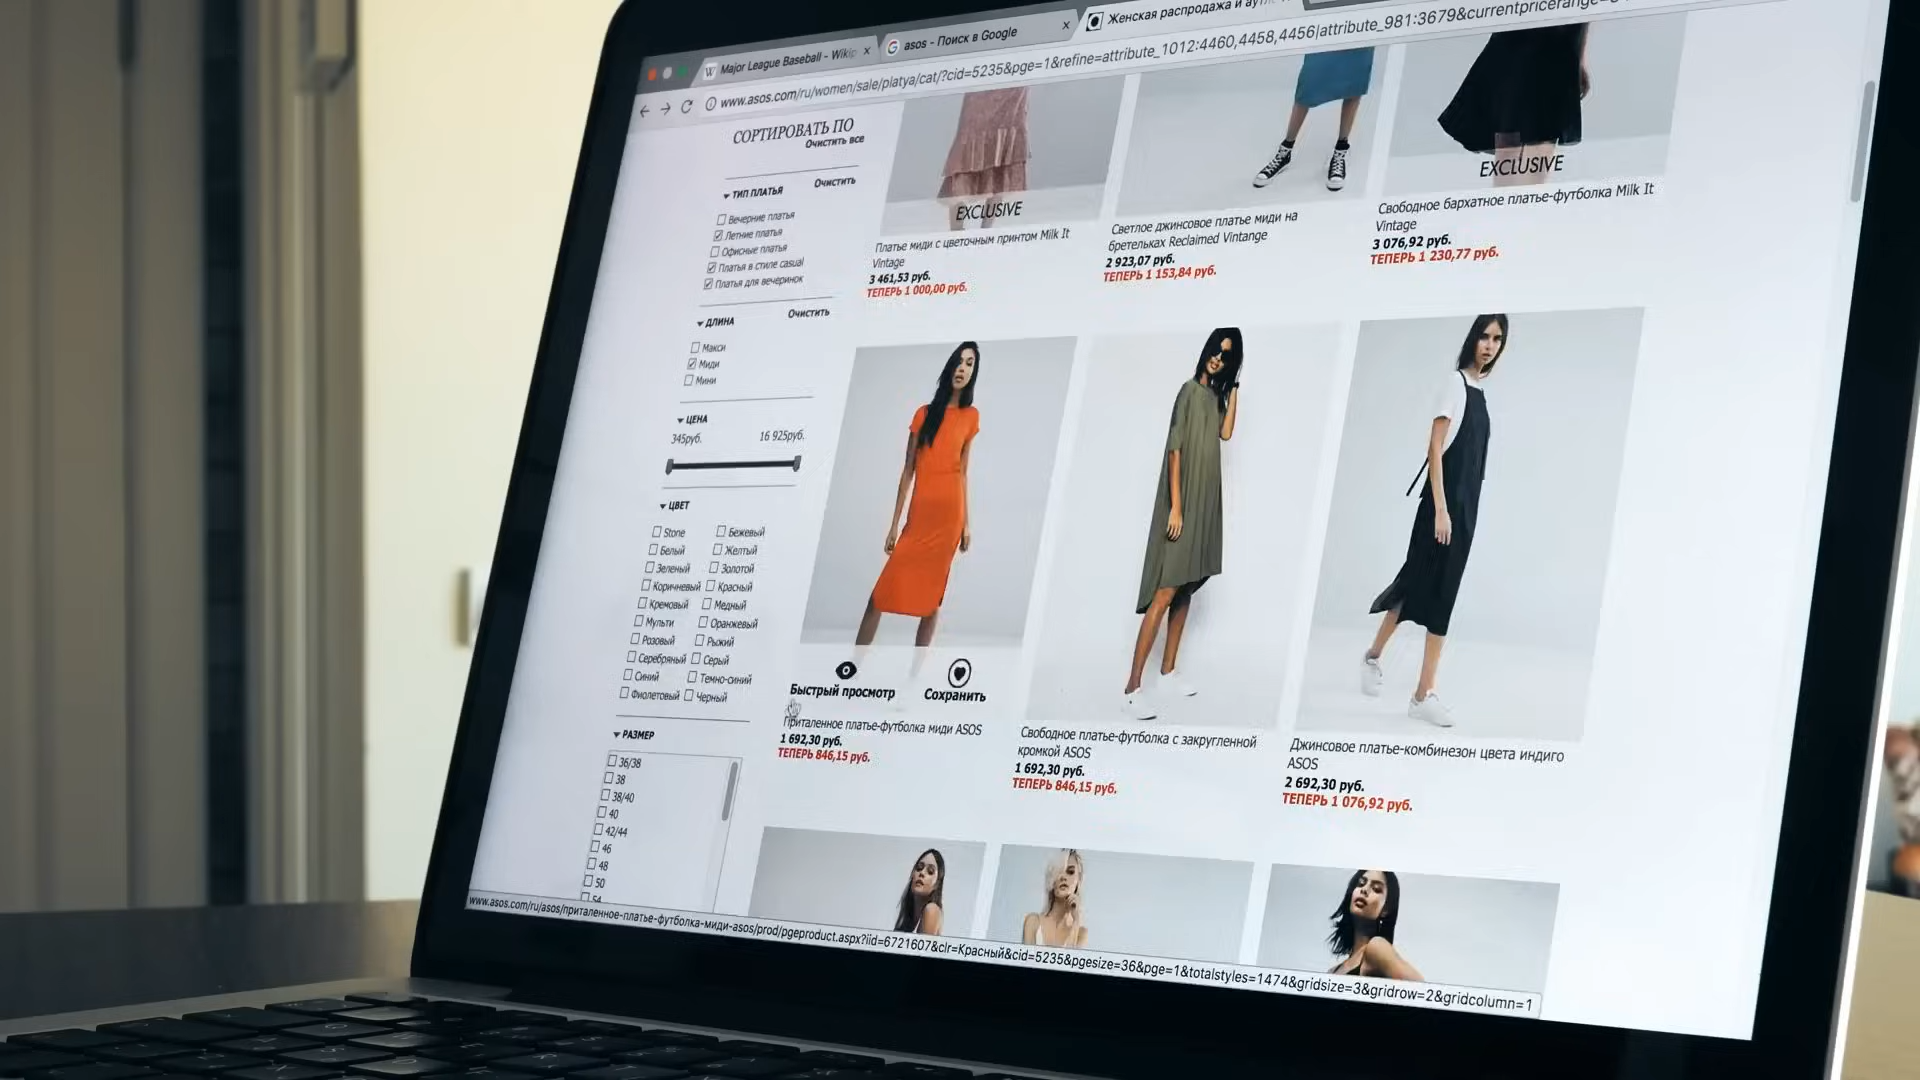 Major League Baseball - Wikip
asos - Поиск в Google
Женская распродажа и аутл
www.asos.com/ru/women/sale/platya/cat/?cid=5235&pge=1&refine=attribute_1012:4460,4458,4456|attribute_981:3679&currentpricerange=
СОРТИРОВАТЬ ПО
Очистить все
ТИП ПЛАТЬЯ
Очистить
Вечерние платья
Летние платья
Офисные платья
Платья в стиле casual
Платья для вечеринок
ДЛИНА
Очистить
Макси
Миди
Мини
ЦЕНА
345руб.
16 925руб.
ЦВЕТ
Stone
Бежевый
Белый
Желтый
Зеленый
Золотой
Коричневый
Красный
Кремовый
Медный
Мульти
Оранжевый
Розовый
Рыжий
Серебряный
Серый
Синий
Темно-синий
Фиолетовый
Черный
РАЗМЕР
36/38
38
38/40
40
42/44
46
48
50
54
EXCLUSIVE
Платье миди с цветочным принтом Milk It
Vintage
3 461,53 руб.
ТЕПЕРЬ 1 000,00 руб.
Светлое джинсовое платье миди на
бретельках Reclaimed Vintange
2 923,07 руб.
ТЕПЕРЬ 1 153,84 руб.
EXCLUSIVE
Свободное бархатное платье-футболка Milk It
Vintage
3 076,92 руб.
ТЕПЕРЬ 1 230,77 руб.
Быстрый просмотр
Сохранить
Приталенное платье-футболка миди ASOS
1 692,30 руб.
ТЕПЕРЬ 846,15 руб.
Свободное платье-футболка с закругленной
кромкой ASOS
1 692,30 руб.
ТЕПЕРЬ 846,15 руб.
Джинсовое платье-комбинезон цвета индиго
ASOS
2 692,30 руб.
ТЕПЕРЬ 1 076,92 руб.
www.asos.com/ru/asos/приталенное-платье-футболка-миди-asos/prod/pgeproduct.aspx?iid=6721607&clr=Красный&cid=5235&pgesize=36&pge=1&totalstyles=1474&gridsize=3&gridrow=2&gridcolumn=1